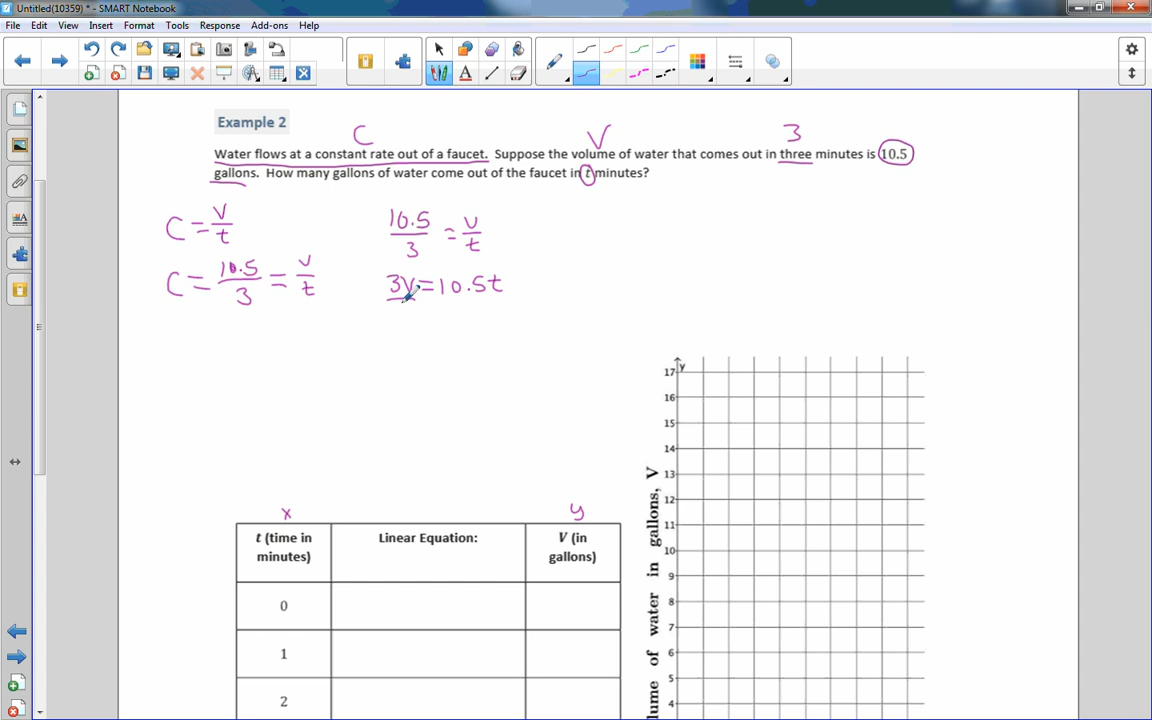 Untitled(10359) * - SMART Notebook
File Edit View Insert Format Tools Response Add-ons Help
Example 2
C V 3
Water flows at a constant rate out of a faucet. Suppose the volume of water that comes out in three minutes is 10.5
gallons. How many gallons of water come out of the faucet in t minutes?
C = V/t
10.5/3 = V/t
C = 10.5/3 = V/t
3V = 10.5t
x y
t (time in minutes) Linear Equation: V (in gallons)
0
1
2
y
17
16
15
14
13
12
11
10
9
8
7
6
5
4
lume of water in gallons, V